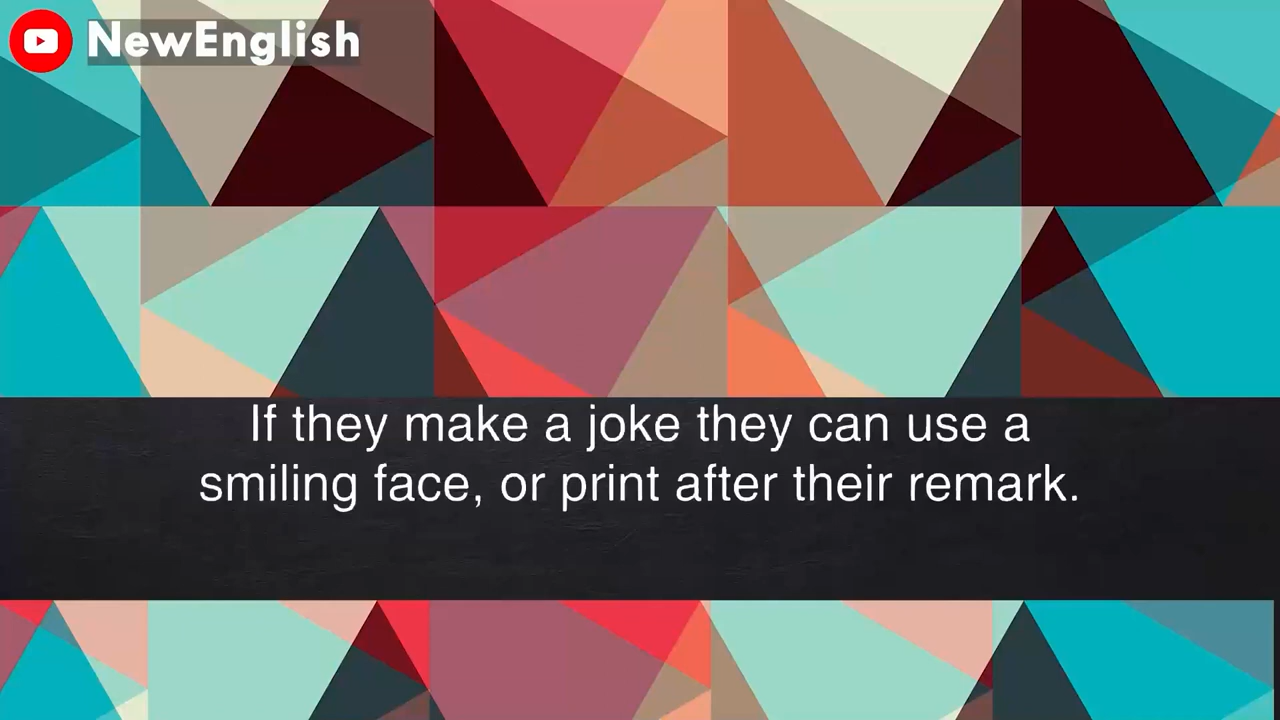 NewEnglish
If they make a joke they can use a
smiling face, or print after their remark.